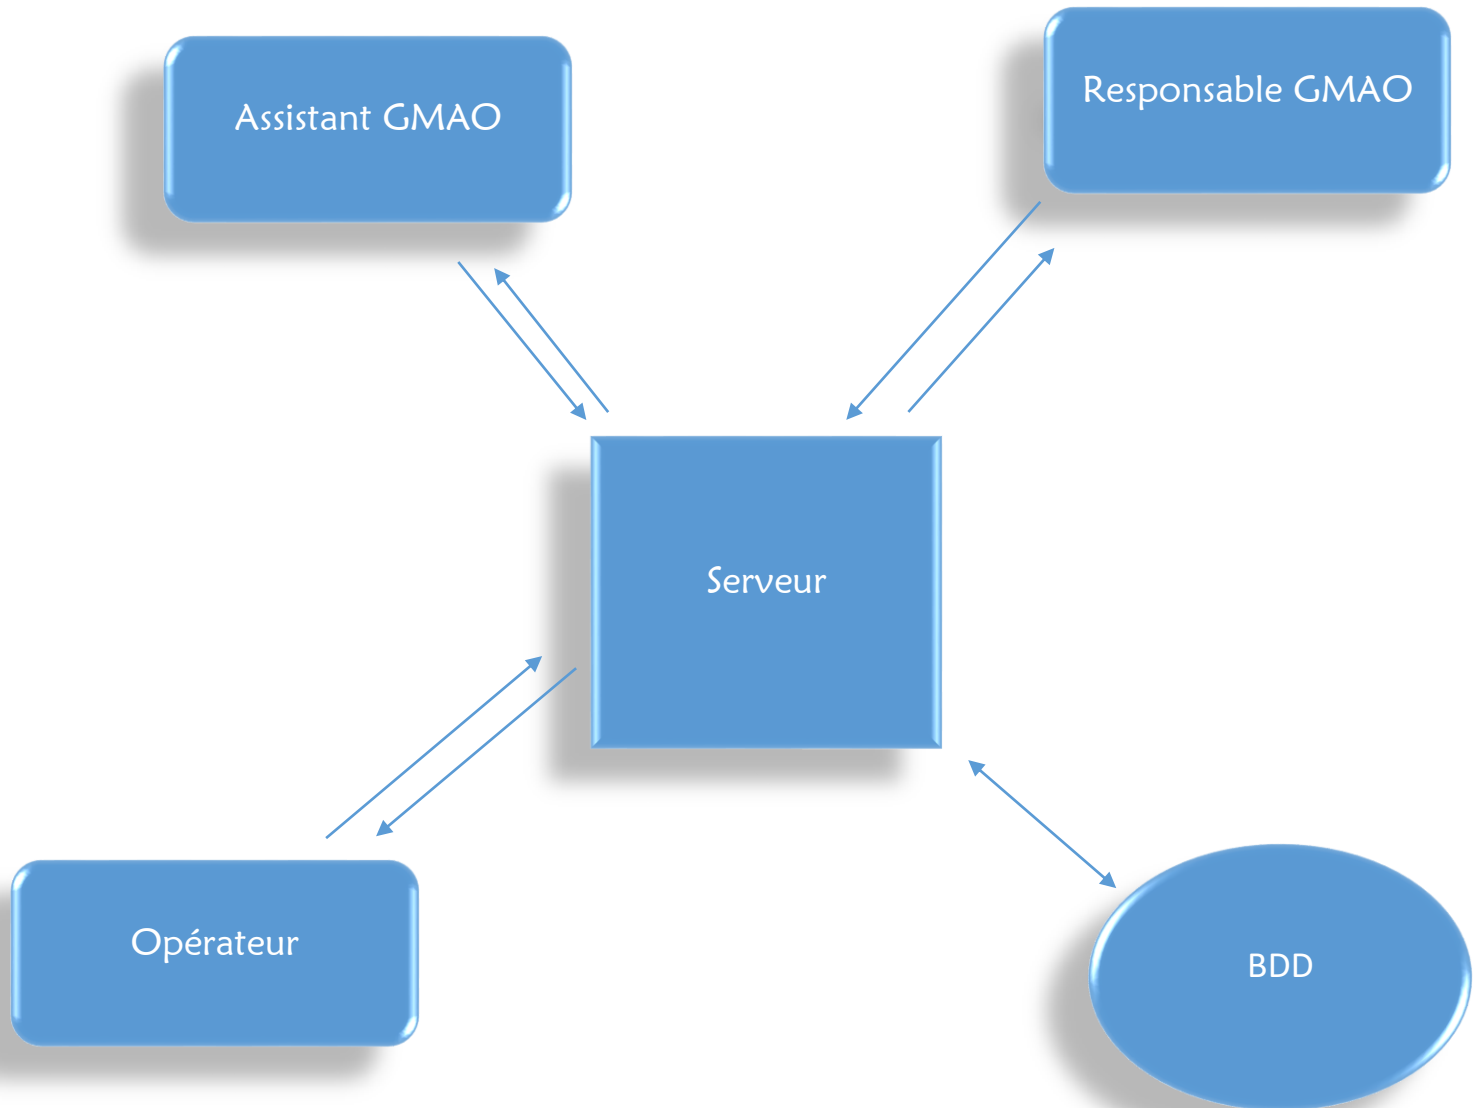 Assistant GMAO
Responsable GMAO
Serveur
Opérateur
BDD